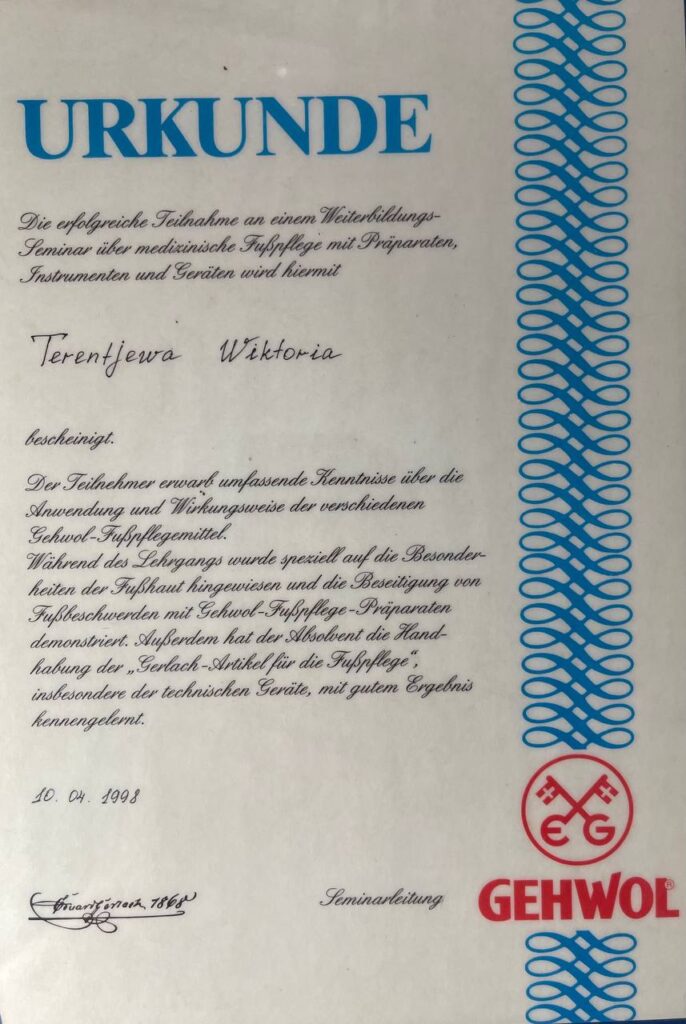 URKUNDE
Die erfolgreiche Teilnahme an einem Weiterbildungs-
Seminar über medizinische Fußpflege mit Präparaten,
Instrumenten und Geräten wird hiermit
Terentjewa Wiktoria
bescheinigt.
Der Teilnehmer erwarb umfassende Kenntnisse über die
Anwendung und Wirkungsweise der verschiedenen
Gehwol-Fußpflegemittel.
Während des Lehrgangs wurde speziell auf die Besonder-
heiten der Fußhaut hingewiesen und die Beseitigung von
Fußbeschwerden mit Gehwol-Fußpflege-Präparaten
demonstriert. Außerdem hat der Absolvent die Hand-
habung der „Gerlach-Artikel für die Fußpflege“,
insbesondere der technischen Geräte, mit gutem Ergebnis
kennengelernt.
10. 04. 1998
1868
Seminarleitung
EG
GEHWOL®